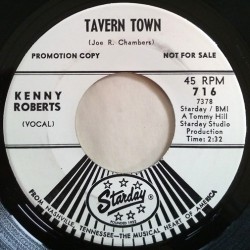 TAVERN TOWN
(Joe R. Chambers)
PROMOTION COPY
NOT FOR SALE
KENNY
ROBERTS
(VOCAL)
45 RPM
716
7378
Starday / BMI
A Tommy Hill
Starday Studio
Production
Time: 2:32
Starday
FROM NASHVILLE, TENNESSEE—THE MUSICAL HEART OF AMERICA